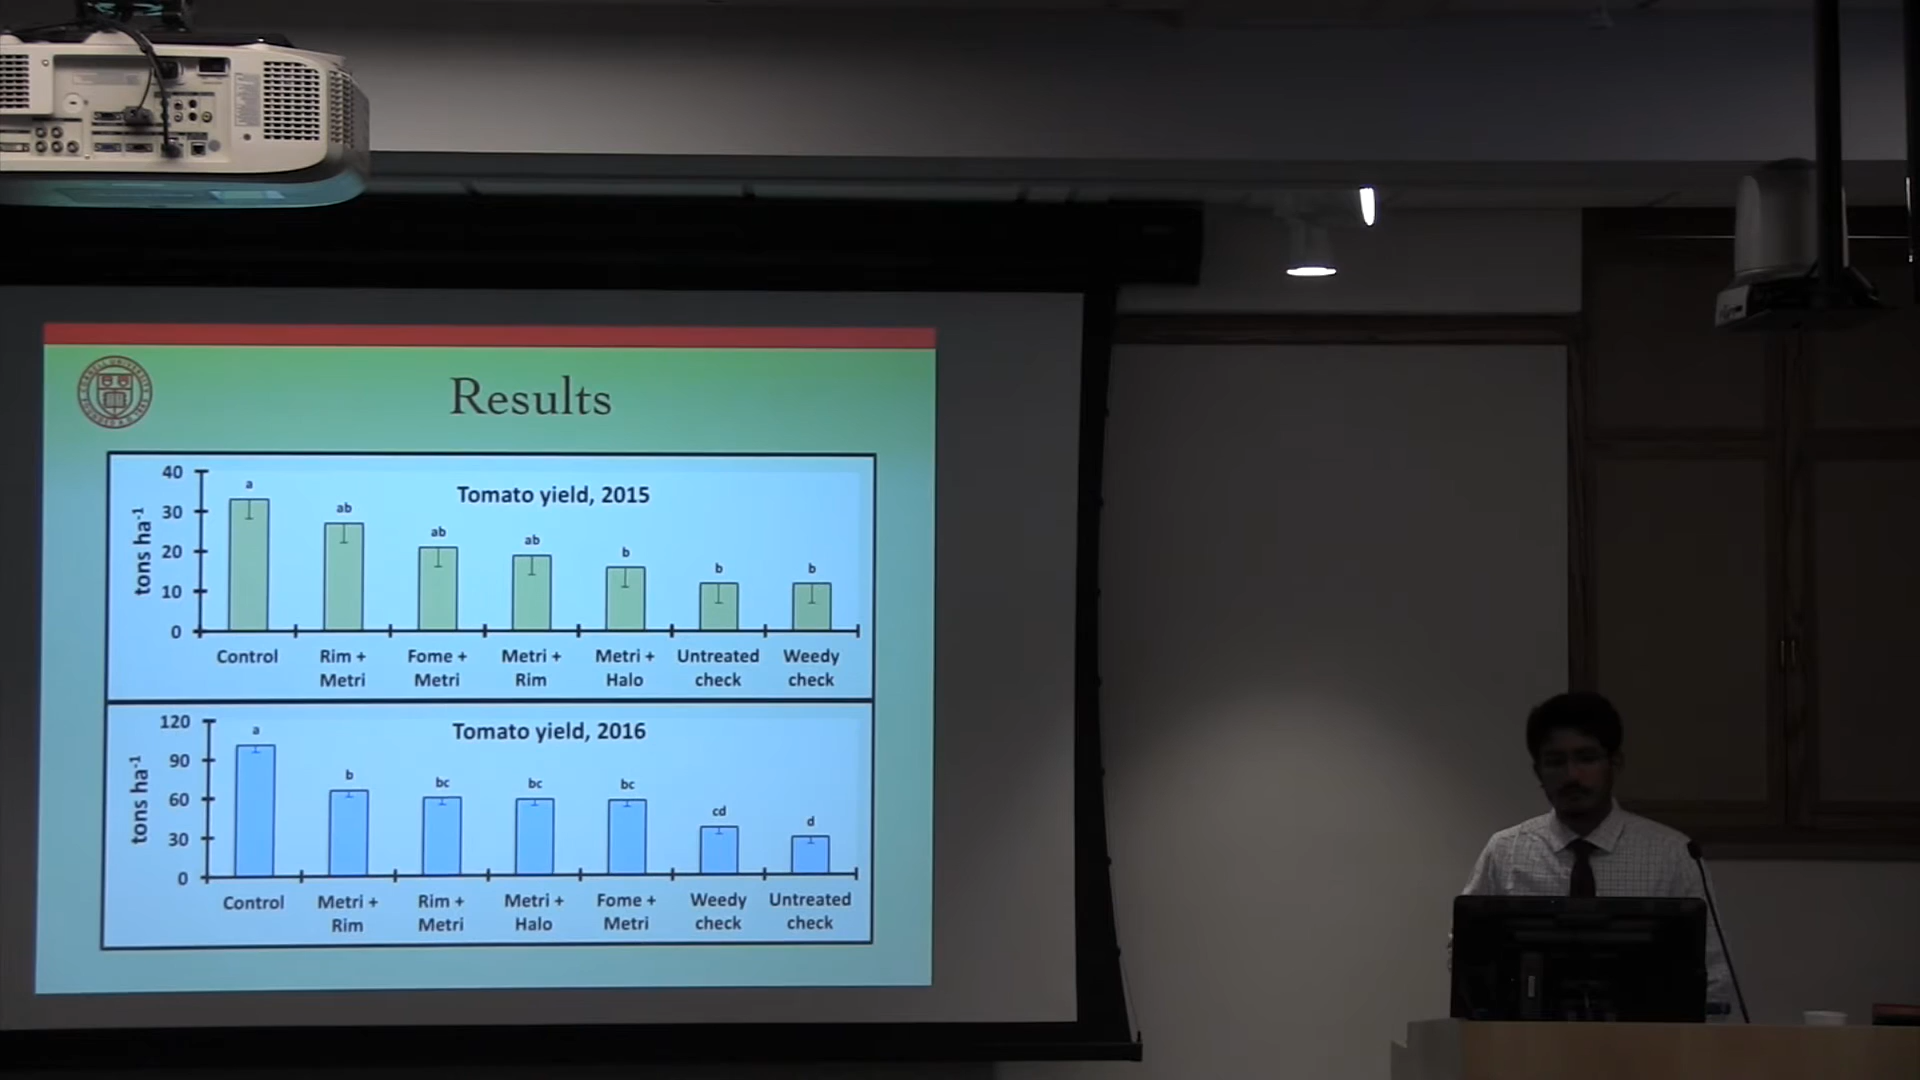 Results
Tomato yield, 2015
tons ha-1
40
30
20
10
0
a
ab
ab
ab
b
b
b
Control
Rim +
Metri
Fome +
Metri
Metri +
Rim
Metri +
Halo
Untreated
check
Weedy
check
Tomato yield, 2016
tons ha-1
120
90
60
30
0
a
b
bc
bc
bc
cd
d
Control
Metri +
Rim
Rim +
Metri
Metri +
Halo
Fome +
Metri
Weedy
check
Untreated
check